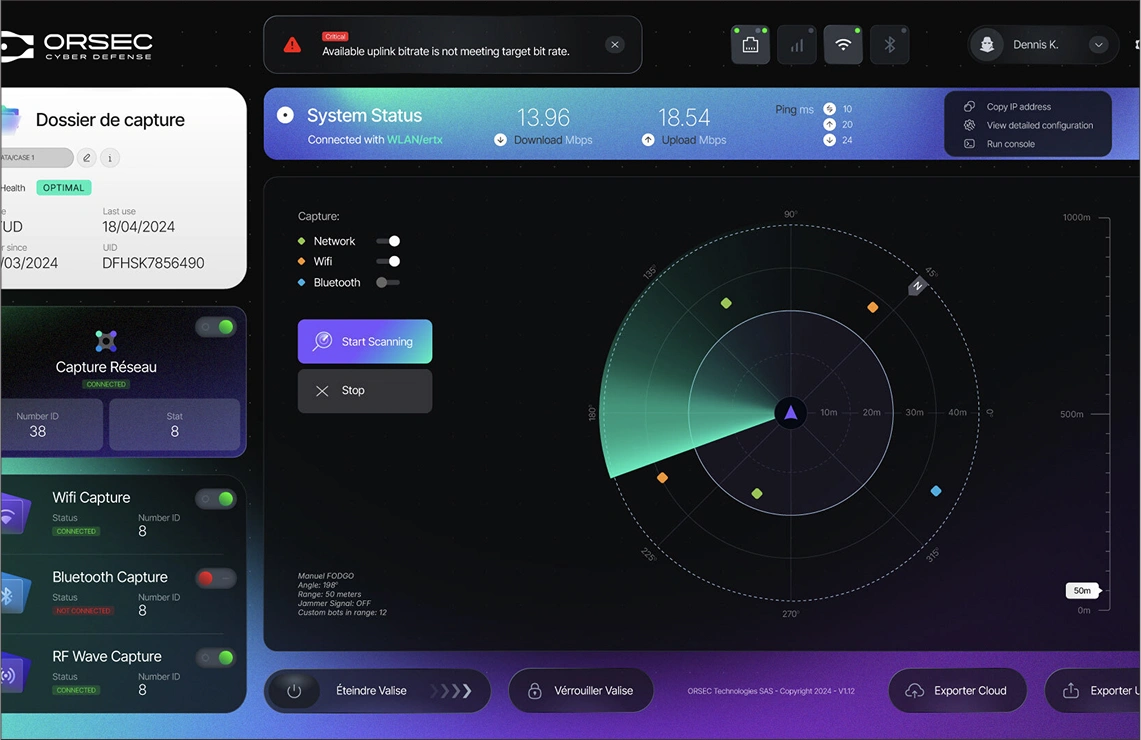 ORSEC
CYBER DEFENSE
Critical
Available uplink bitrate is not meeting target bit rate.
Dennis K.
Dossier de capture
ATA/CASE 1
Health OPTIMAL
Last use
18/04/2024
since
UID
/03/2024
DFHSK7856490
System Status
Connected with WLAN/ertx
13.96
Download Mbps
18.54
Upload Mbps
Ping ms
10
20
24
Copy IP address
View detailed configuration
Run console
Capture Réseau
CONNECTED
Number ID
38
Stat
8
Wifi Capture
Status
CONNECTED
Number ID
8
Bluetooth Capture
Status
NOT CONNECTED
Number ID
8
RF Wave Capture
Status
CONNECTED
Number ID
8
Capture:
Network
Wifi
Bluetooth
Start Scanning
Stop
Manuel FODGO
Angle: 198°
Range: 50 meters
Jammer Signal: OFF
Custom bots in range: 12
90°
135°
45°
N
180°
10m
20m
30m
40m
0°
225°
315°
270°
1000m
500m
50m
0m
Éteindre Valise
Vérrouiller Valise
ORSEC Technologies SAS - Copyright 2024 - V1.12
Exporter Cloud
Exporter